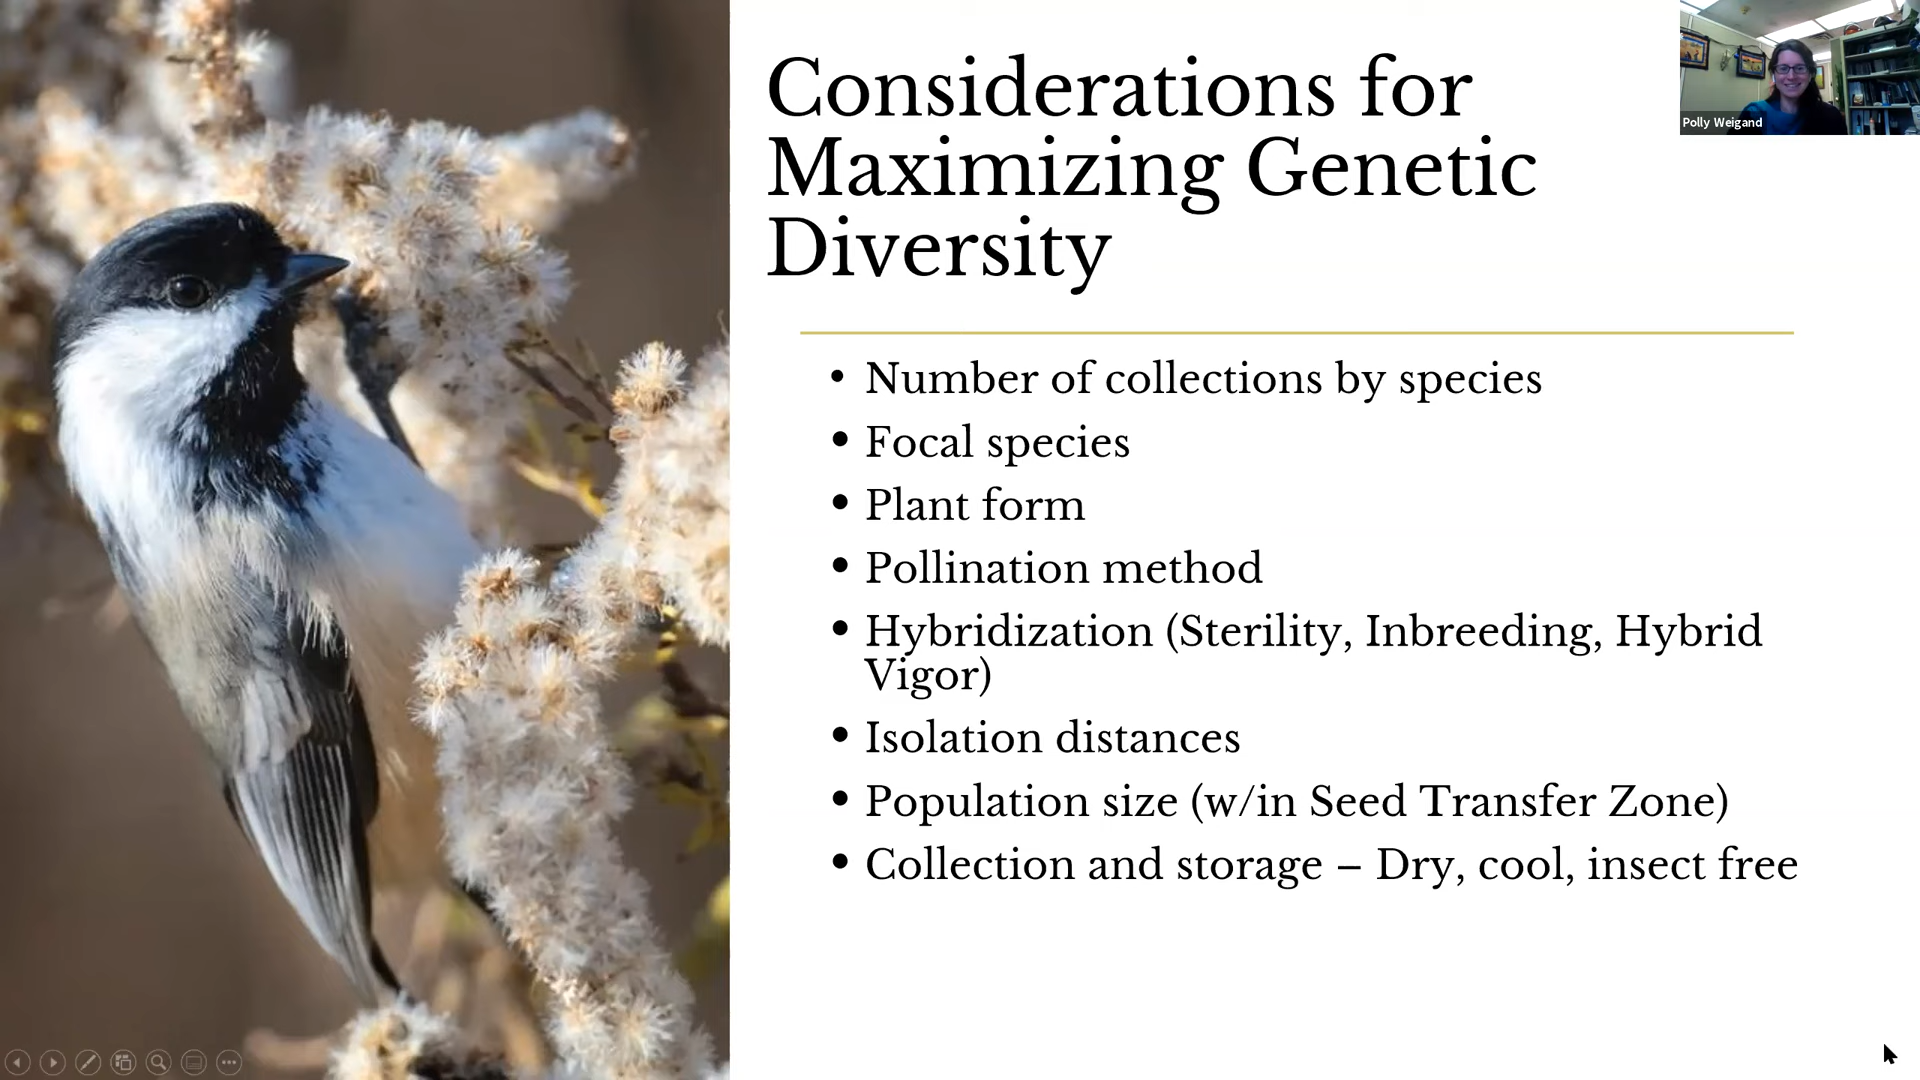 Considerations for
Maximizing Genetic
Diversity
Polly Weigand
• Number of collections by species
• Focal species
• Plant form
• Pollination method
• Hybridization (Sterility, Inbreeding, Hybrid
Vigor)
• Isolation distances
• Population size (w/in Seed Transfer Zone)
• Collection and storage – Dry, cool, insect free